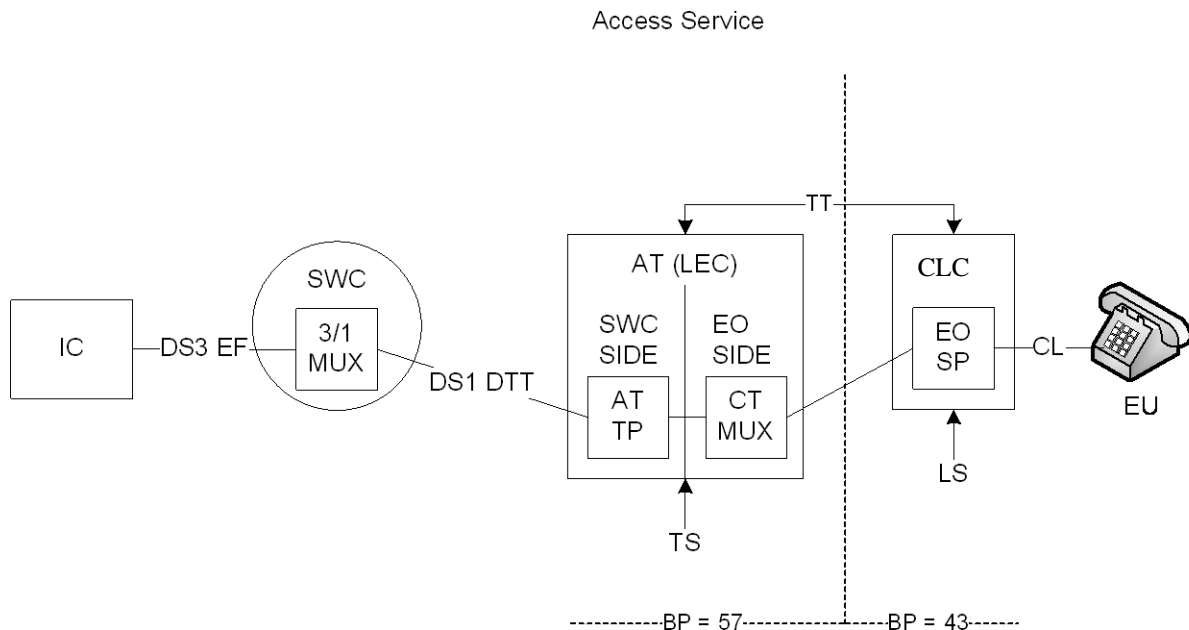 Access Service
TT
AT (LEC)
CLC
SWC
SWC
SIDE
EO
SIDE
IC
DS3 EF
3/1
MUX
DS1 DTT
AT
TP
CT
MUX
EO
SP
CL
EU
LS
TS
BP = 57
BP = 43